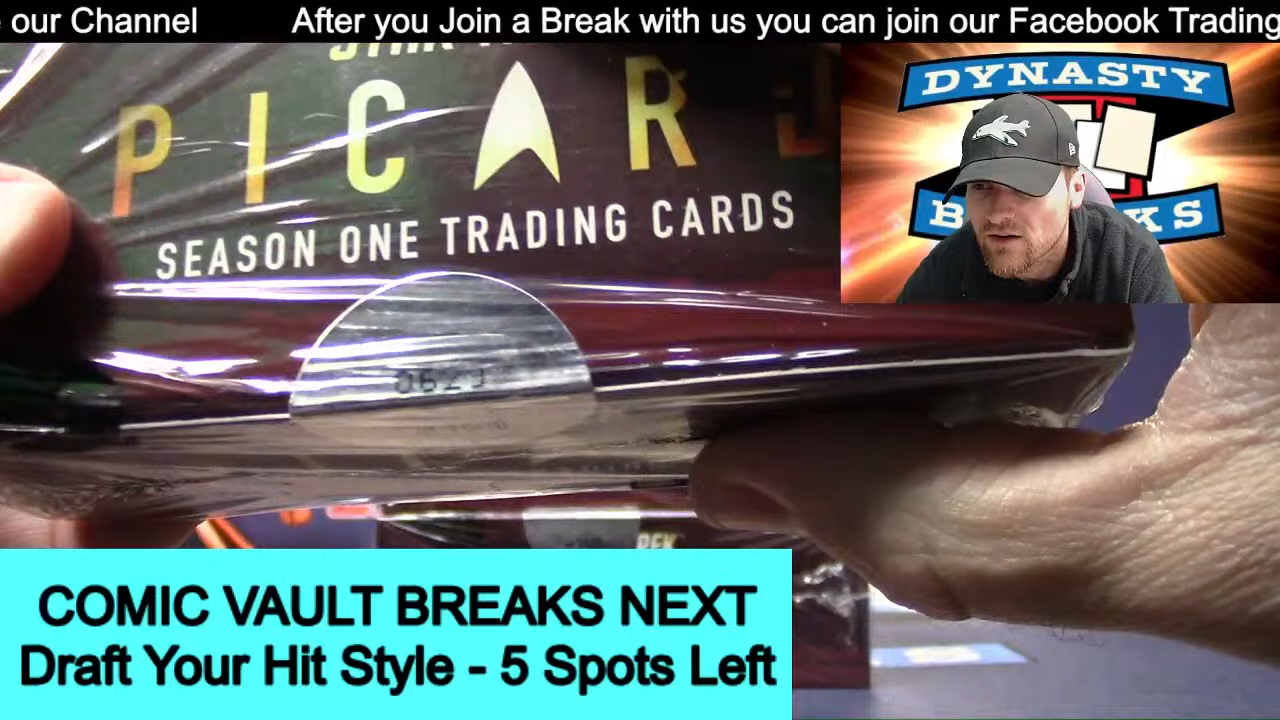 our Channel After you Join a Break with us you can join our Facebook Trading
PICARD
SEASON ONE TRADING CARDS
DYNASTY
COMIC VAULT BREAKS NEXT
Draft Your Hit Style - 5 Spots Left